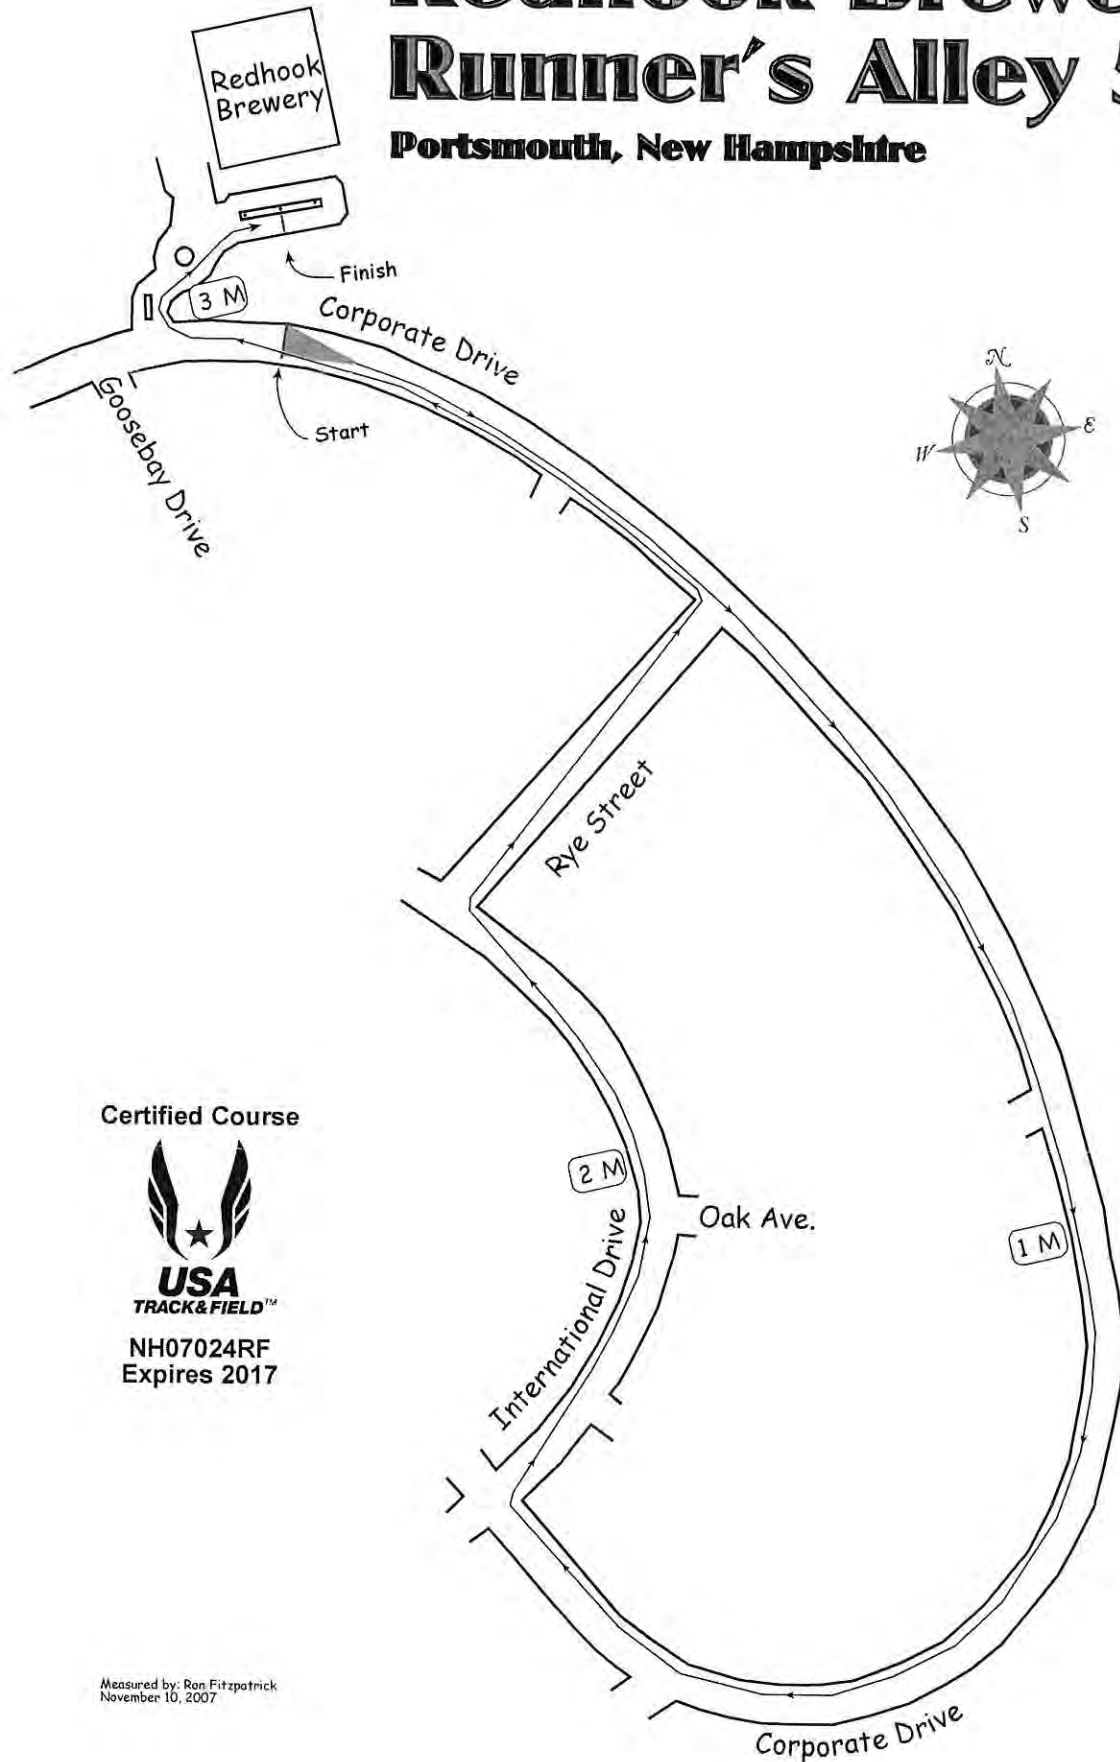 Runner's Alley
Portsmouth, New Hampshire
Redhook
Brewery
Finish
3 M
Corporate Drive
Start
Goosebay Drive
N
W
E
S
Rye Street
Certified Course
USA
TRACK&FIELD™
NH07024RF
Expires 2017
2 M
Oak Ave.
1 M
International Drive
Measured by: Ron Fitzpatrick
November 10, 2007
Corporate Drive